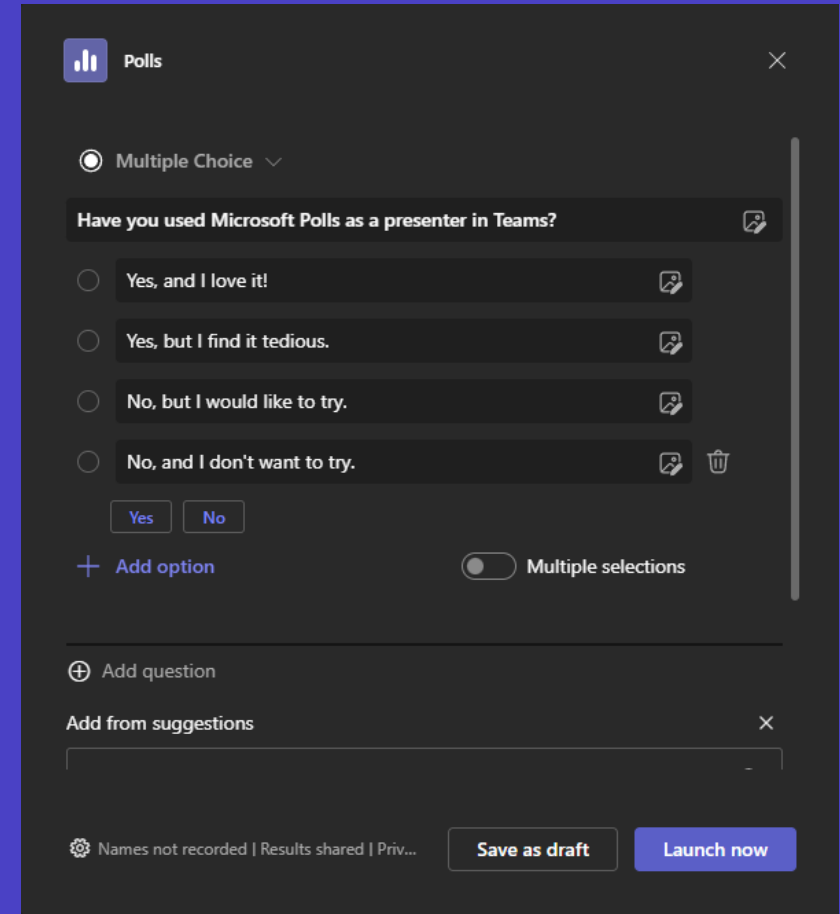 Polls
Multiple Choice
Have you used Microsoft Polls as a presenter in Teams?
Yes, and I love it!
Yes, but I find it tedious.
No, but I would like to try.
No, and I don't want to try.
Yes No
Add option Multiple selections
Add question
Add from suggestions
Names not recorded | Results shared | Priv... Save as draft Launch now